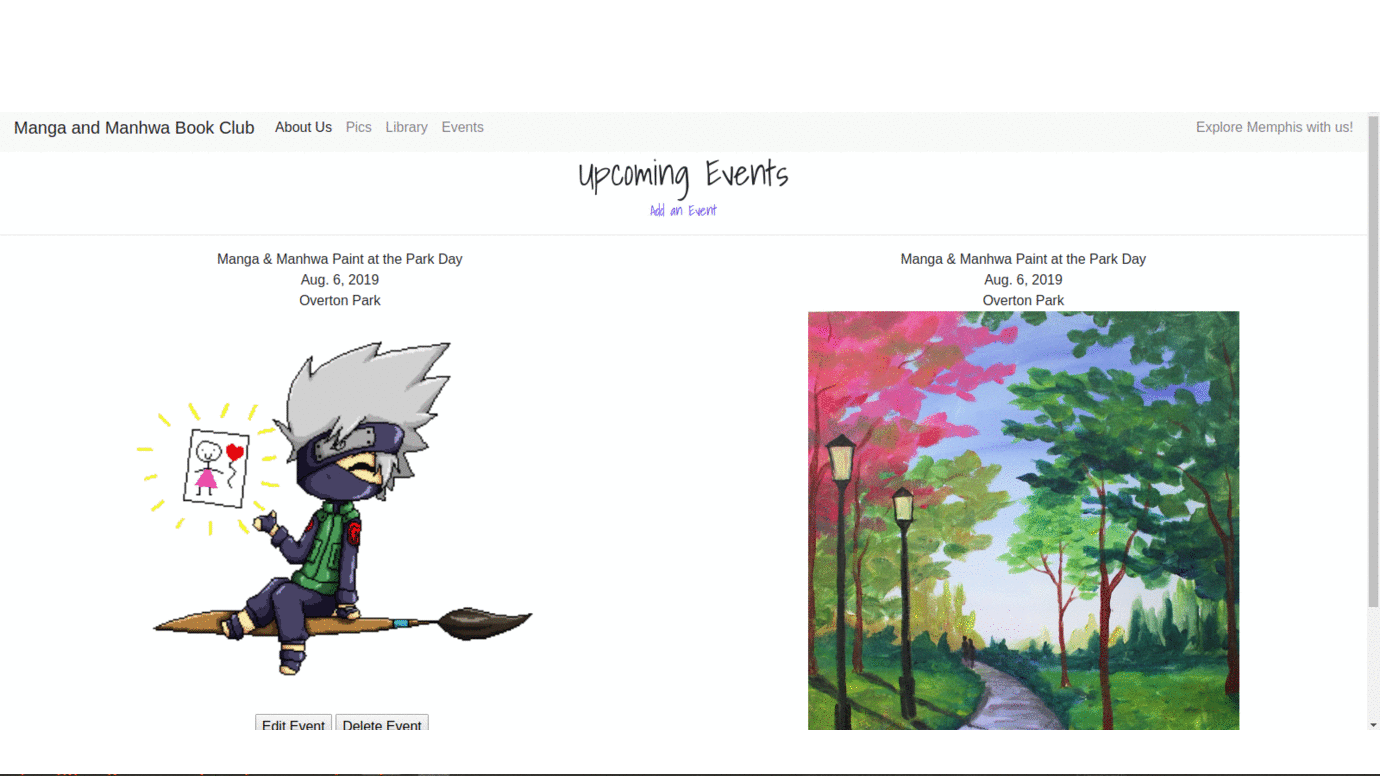 Manga and Manhwa Book Club About Us Pics Library Events Explore Memphis with us!
Upcoming Events
Add an Event
Manga & Manhwa Paint at the Park Day
Aug. 6, 2019
Overton Park
Edit Event Delete Event
Manga & Manhwa Paint at the Park Day
Aug. 6, 2019
Overton Park